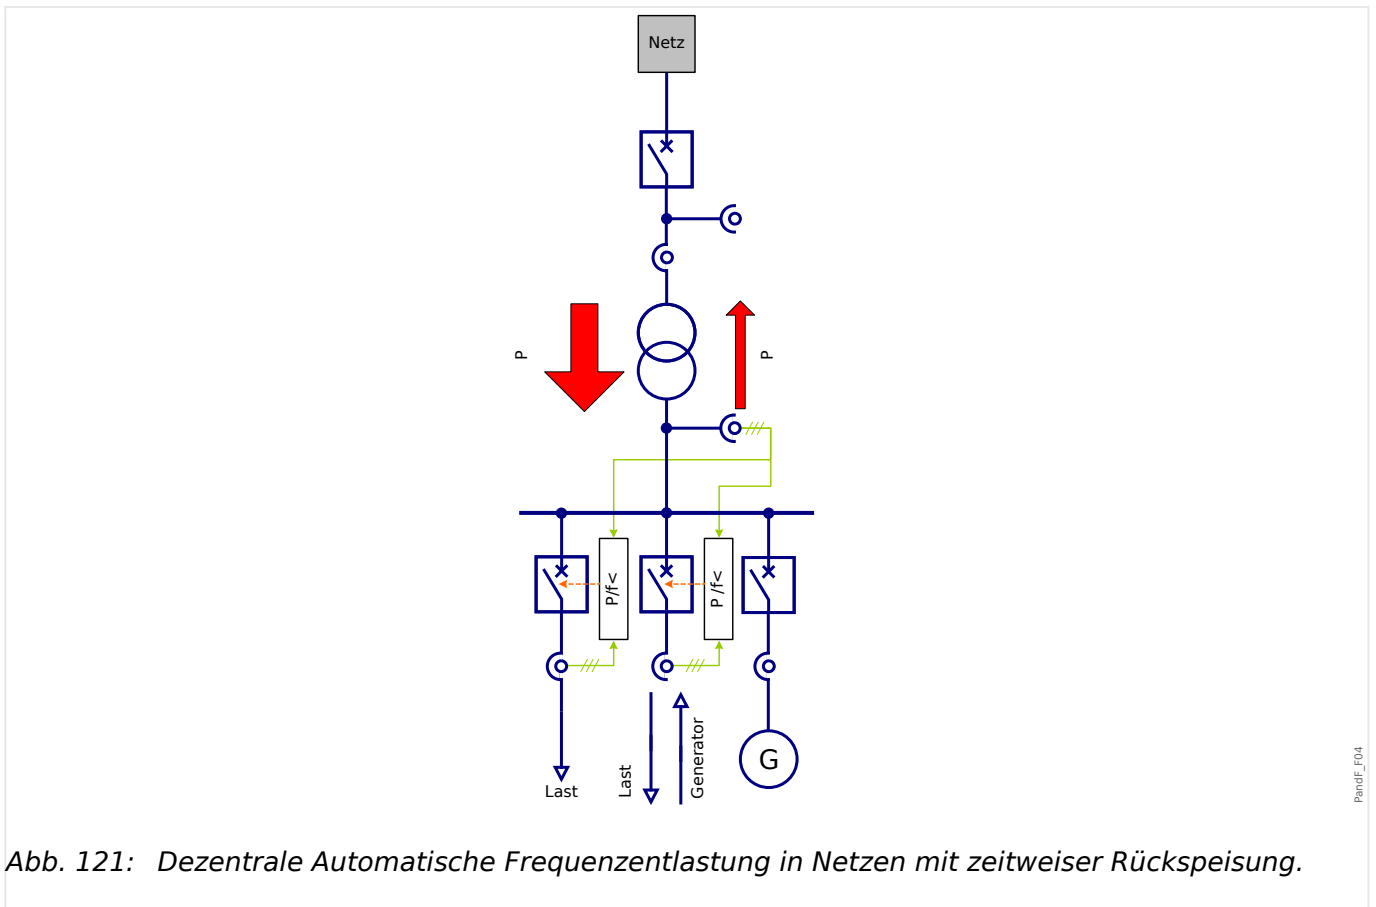 Netz
P
P
P/f<
P /f<
Last
Last
Generator
G
PandF_F04
Abb. 121: Dezentrale Automatische Frequenzentlastung in Netzen mit zeitweiser Rückspeisung.